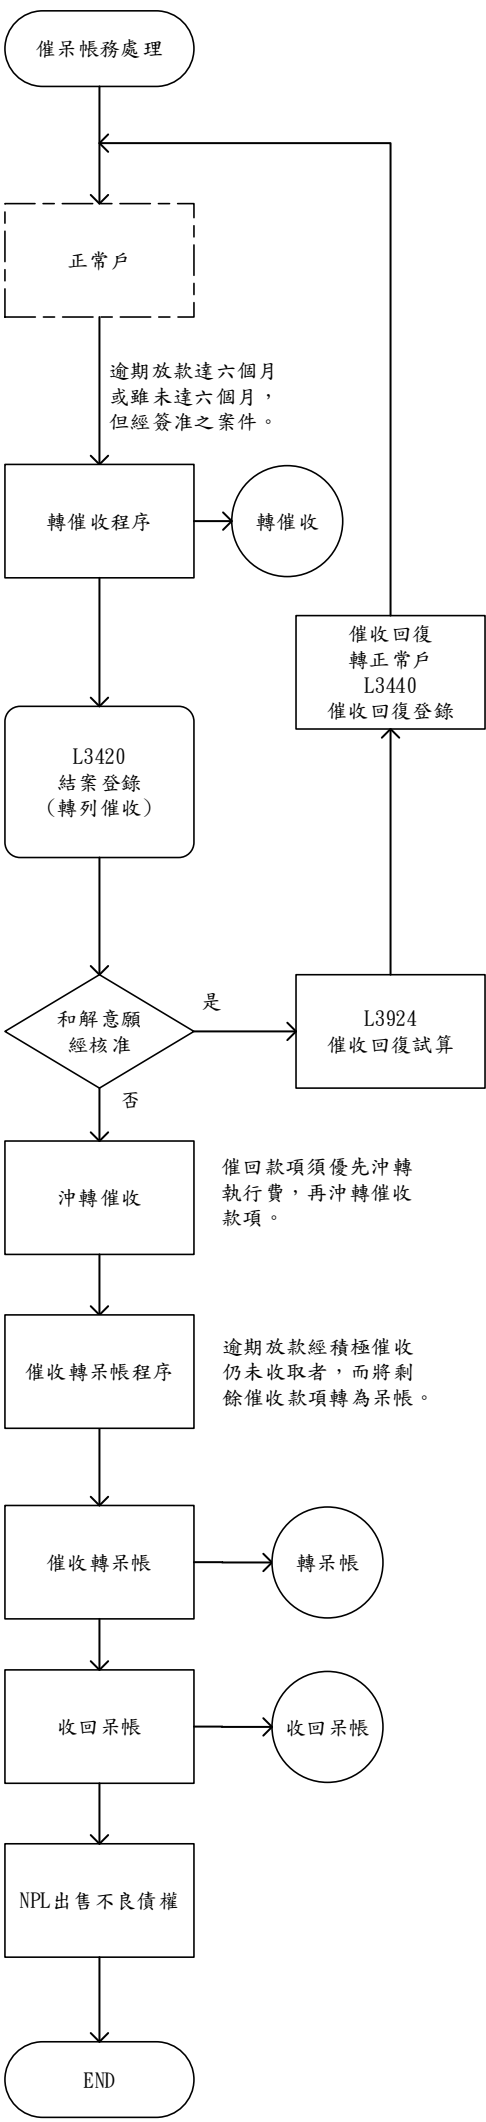 催呆帳務處理
正常戶
逾期放款達六個月
或雖未達六個月，
但經簽准之案件。
轉催收程序
轉催收
催收回復
轉正常戶
L3440
催收回復登錄
L3420
結案登錄
（轉列催收）
和解意願
經核准
是
L3924
催收回復試算
否
沖轉催收
催回款項須優先沖轉
執行費，再沖轉催收
款項。
催收轉呆帳程序
逾期放款經積極催收
仍未收取者，而將剩
餘催收款項轉為呆帳。
催收轉呆帳
轉呆帳
收回呆帳
收回呆帳
NPL出售不良債權
END